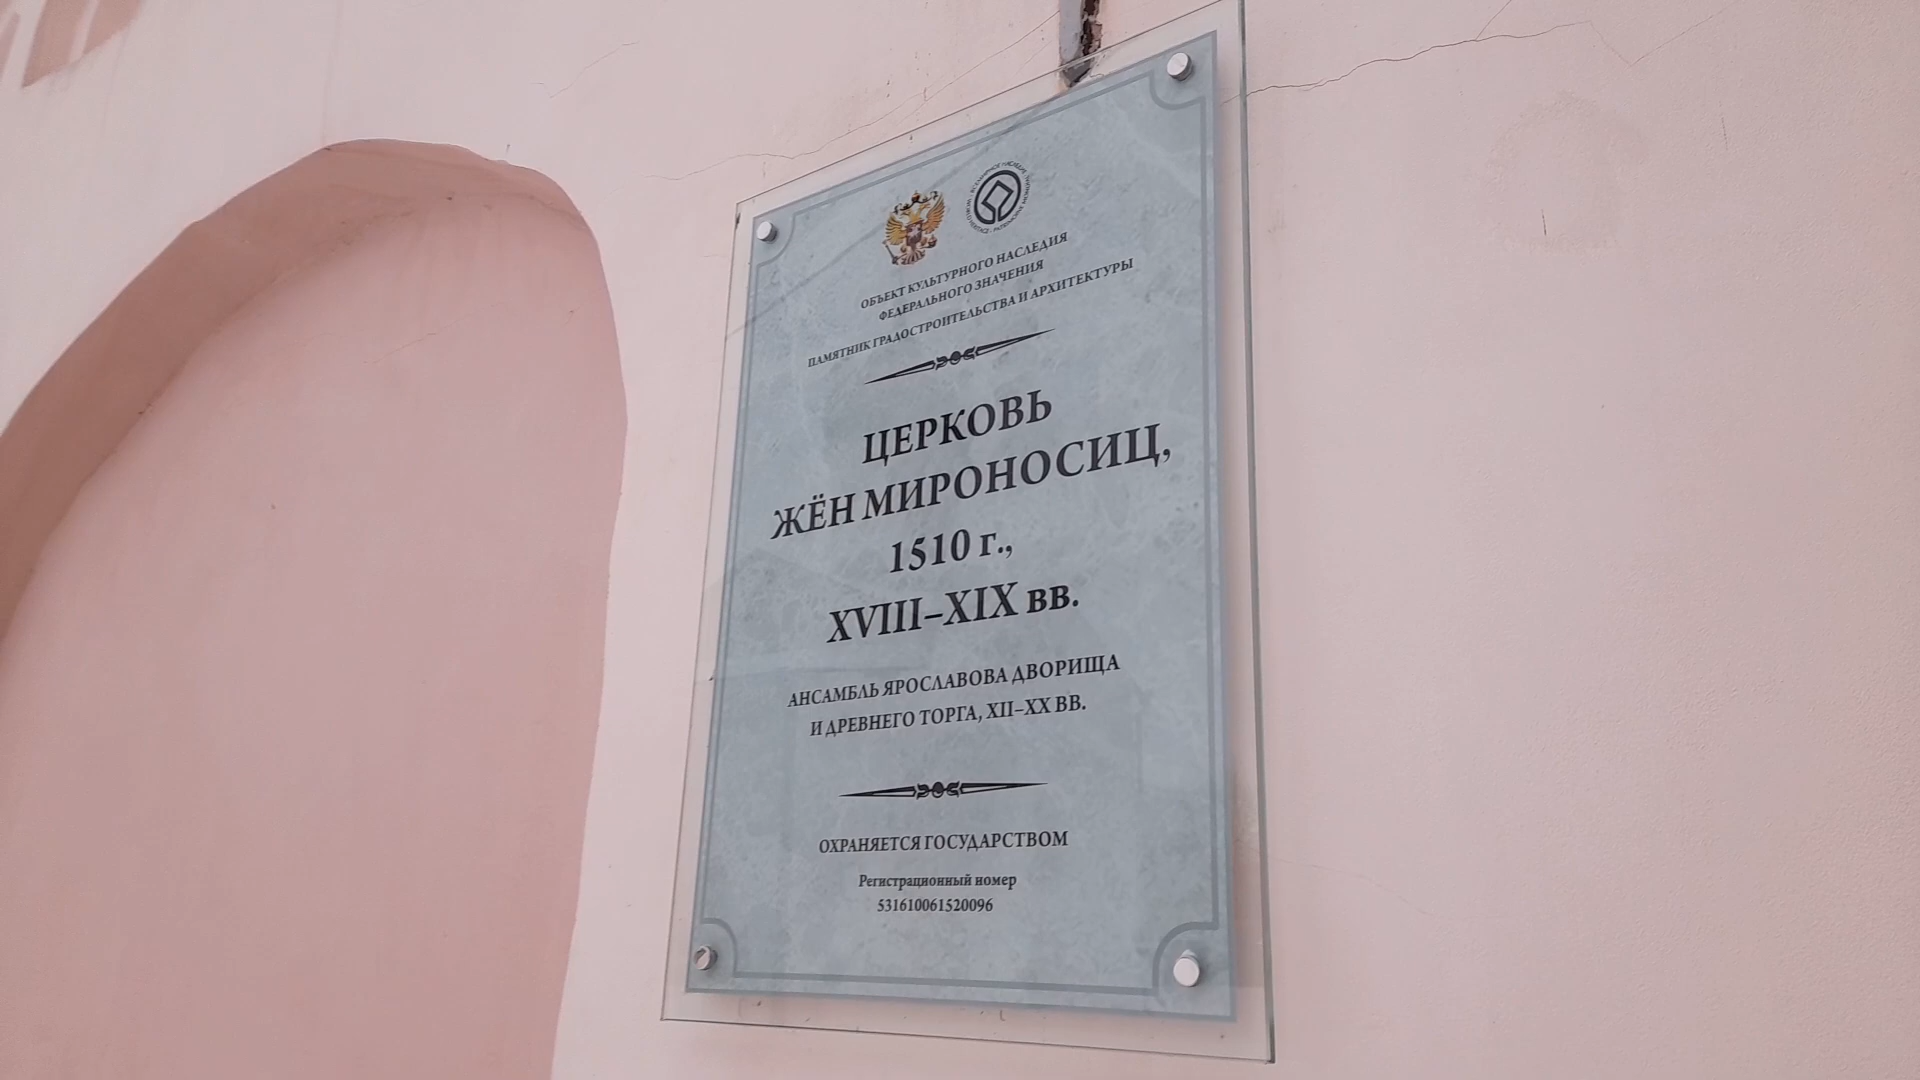 ОБЪЕКТ КУЛЬТУРНОГО НАСЛЕДИЯ
ФЕДЕРАЛЬНОГО ЗНАЧЕНИЯ
ПАМЯТНИК ГРАДОСТРОИТЕЛЬСТВА И АРХИТЕКТУРЫ
ЦЕРКОВЬ
ЖЁН МИРОНОСИЦ,
1510 г.,
XVIII–XIX вв.
АНСАМБЛЬ ЯРОСЛАВОВА ДВОРИЩА
И ДРЕВНЕГО ТОРГА, XII–XX ВВ.
ОХРАНЯЕТСЯ ГОСУДАРСТВОМ
Регистрационный номер
531610061520096